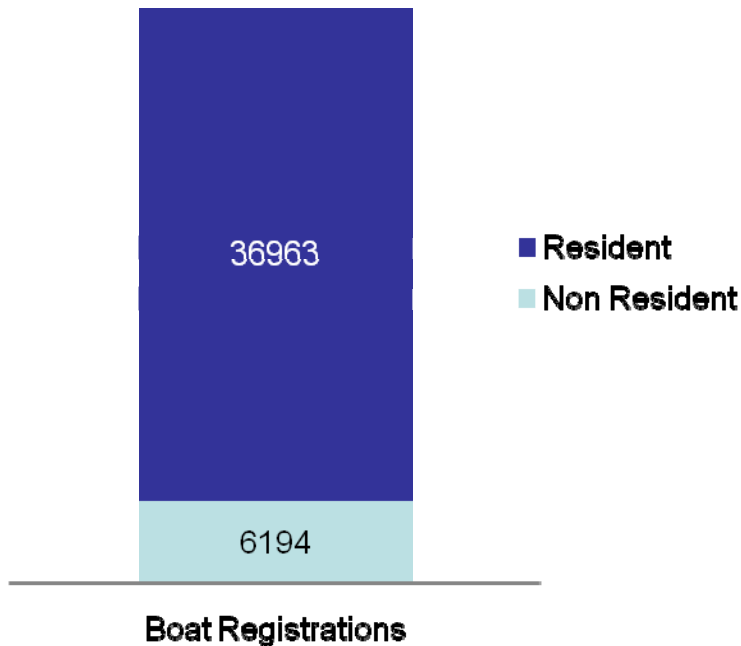 36963
Resident
Non Resident
6194
Boat Registrations